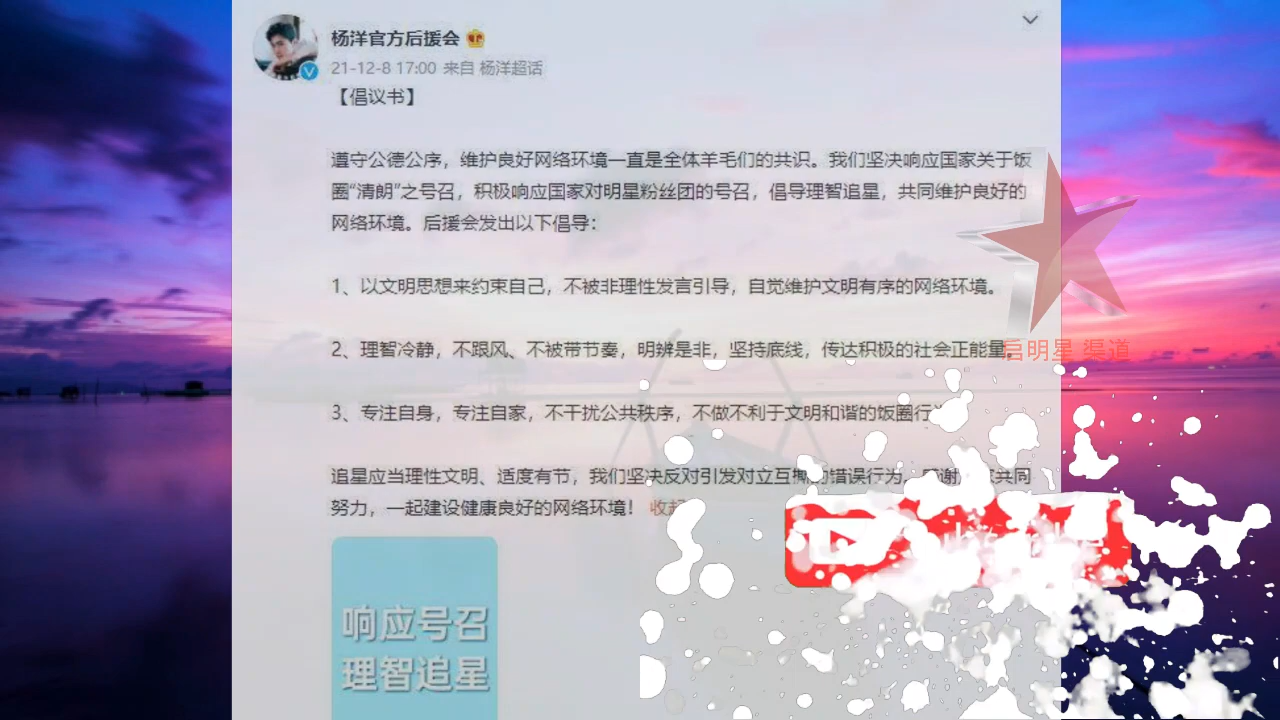 杨洋官方后援会
21-12-8 17:00 来自 杨洋超话
【倡议书】
遵守公德公序，维护良好网络环境一直是全体羊毛们的共识。我们坚决响应国家关于饭
圈“清朗”之号召，积极响应国家对明星粉丝团的号召，倡导理智追星，共同维护良好的
网络环境。后援会发出以下倡导：
1、以文明思想来约束自己，不被非理性发言引导，自觉维护文明有序的网络环境。
2、理智冷静，不跟风、不被带节奏，明辨是非，坚持底线，传达积极的社会正能量。
启明星 渠道
3、专注自身，专注自家，不干扰公共秩序，不做不利于文明和谐的饭圈行
追星应当理性文明、适度有节，我们坚决反对引发对立互撕的错误行为。感谢 共同
努力，一起建设健康良好的网络环境！ 收起
响应号召
理智追星